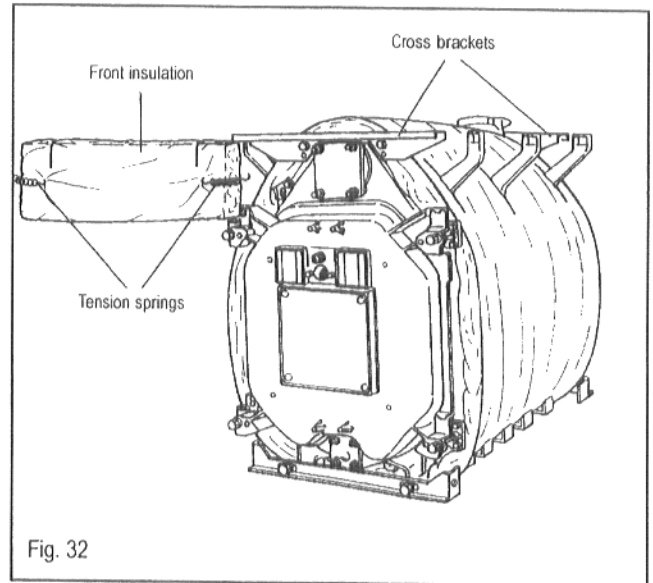 Cross brackets
Front insulation
Tension springs
Fig. 32